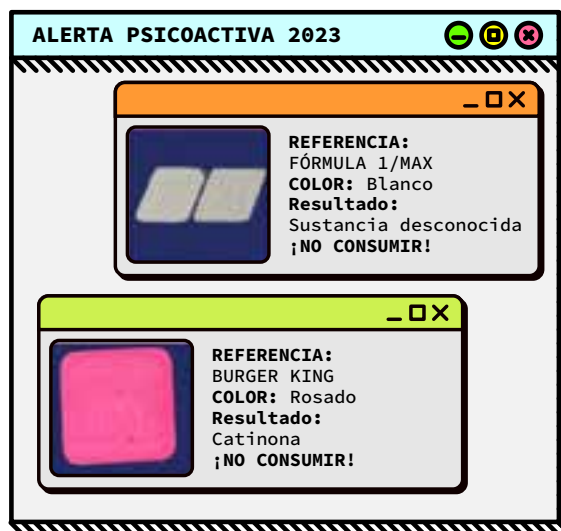 ALERTA PSICOACTIVA 2023
REFERENCIA:
FÓRMULA 1/MAX
COLOR: Blanco
Resultado:
Sustancia desconocida
¡NO CONSUMIR!
REFERENCIA:
BURGER KING
COLOR: Rosado
Resultado:
Catinona
¡NO CONSUMIR!